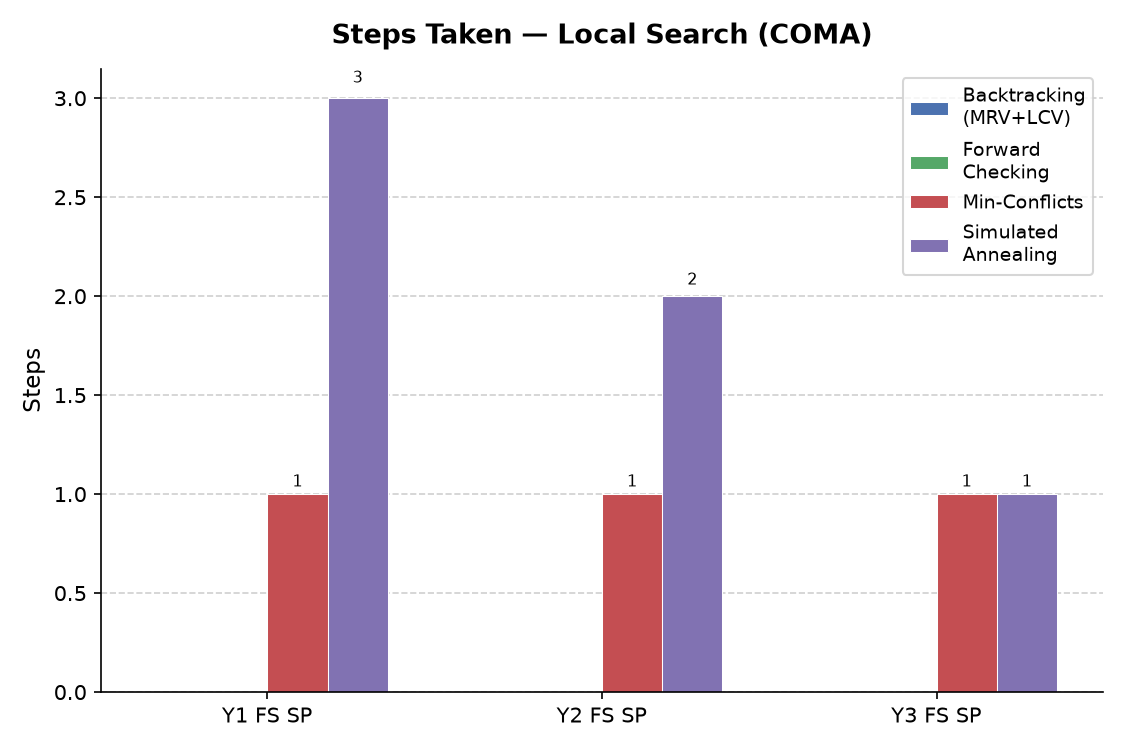 Steps Taken — Local Search (COMA)
3
3.0
Backtracking
(MRV+LCV)
Forward
Checking
Min-Conflicts
Simulated
Annealing
2.5
2
2.0
Steps
1.5
1
1
1
1
1.0
0.5
0.0
Y1 FS SP
Y2 FS SP
Y3 FS SP